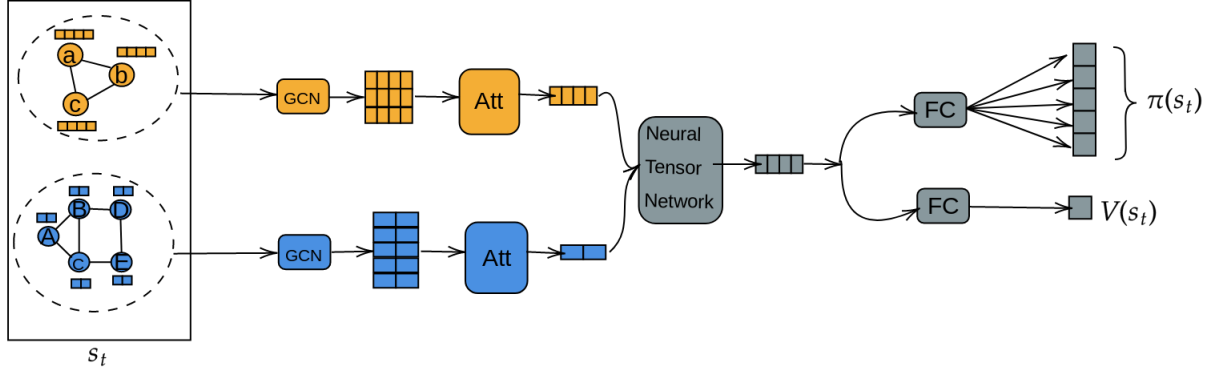 a
b
c
GCN
Att
Neural
Tensor
Network
FC
π(s_t)
A
B
D
C
E
GCN
Att
FC
V(s_t)
s_t